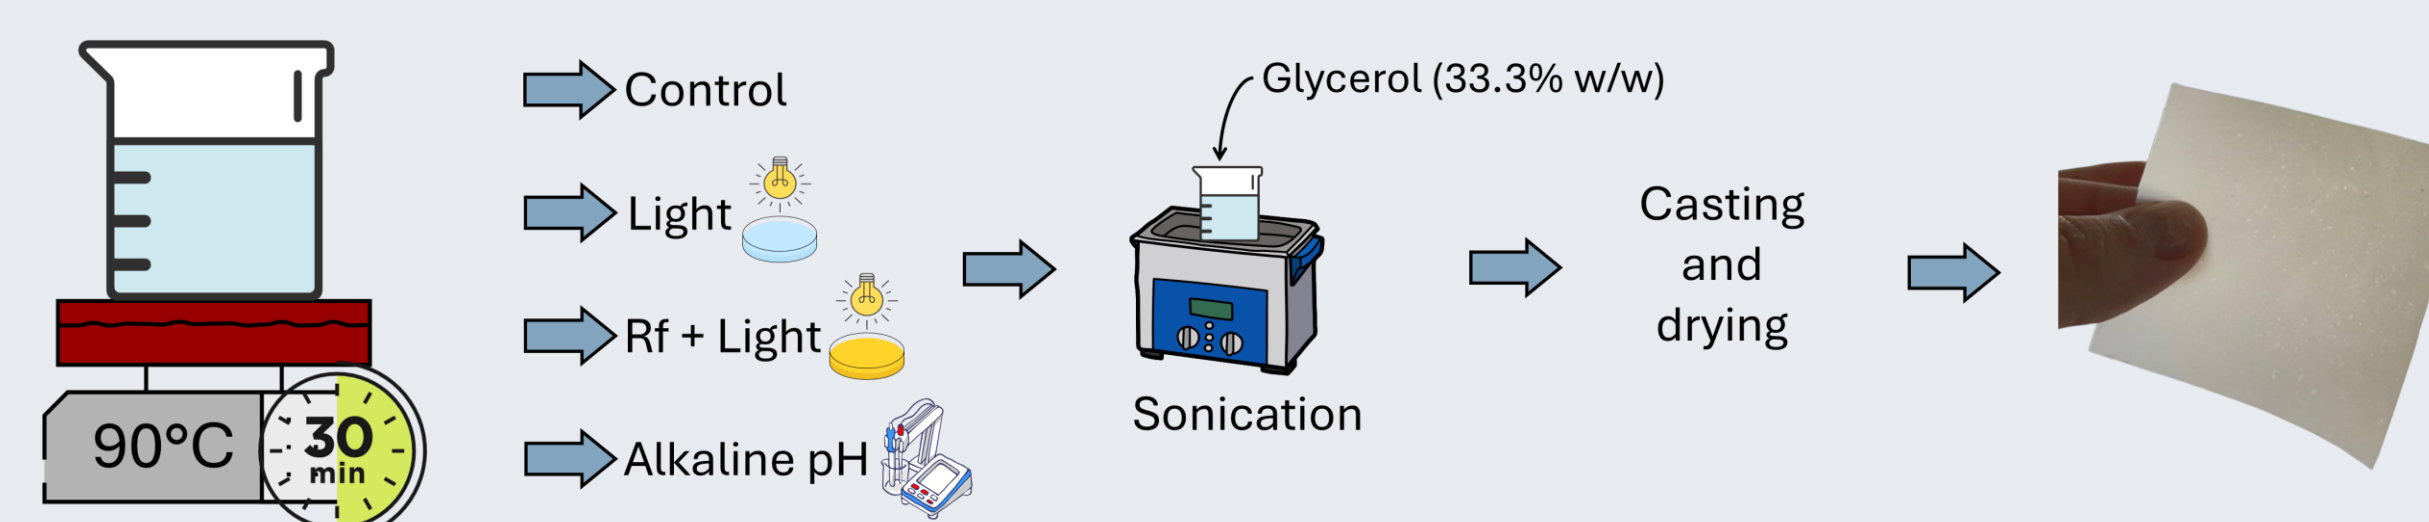 90°C
30
min
Control
Light
Rf + Light
Alkaline pH
Glycerol (33.3% w/w)
Sonication
Casting
and
drying